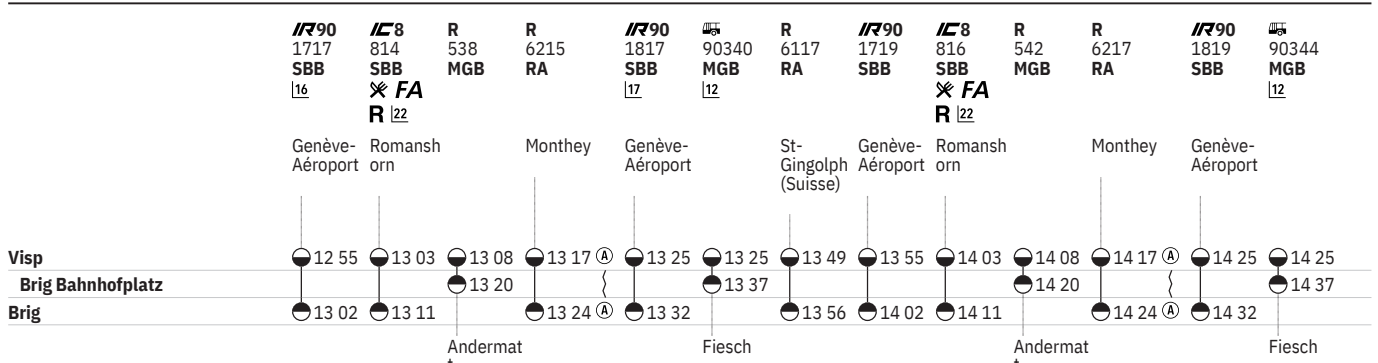 IR90 IC8 R R IR90 R IR90 IC8 R R IR90
1717 814 538 6215 1817 90340 6117 1719 816 542 6217 1819 90344
SBB SBB MGB RA SBB MGB RA SBB SBB MGB RA SBB MGB
16 FA 17 12 FA 12
R 22 R 22
Genève- Romansh Monthey Genève- St- Genève- Romansh Monthey Genève-
Aéroport orn Aéroport Gingolph Aéroport orn Aéroport
(Suisse)
Visp 12 55 13 03 13 08 13 17 A 13 25 13 25 13 49 13 55 14 03 14 08 14 17 A 14 25 14 25
Brig Bahnhofplatz 13 20 13 37 14 20 14 37
Brig 13 02 13 11 13 24 A 13 32 13 56 14 02 14 11 14 24 A 14 32
Andermat Fiesch Andermat Fiesch